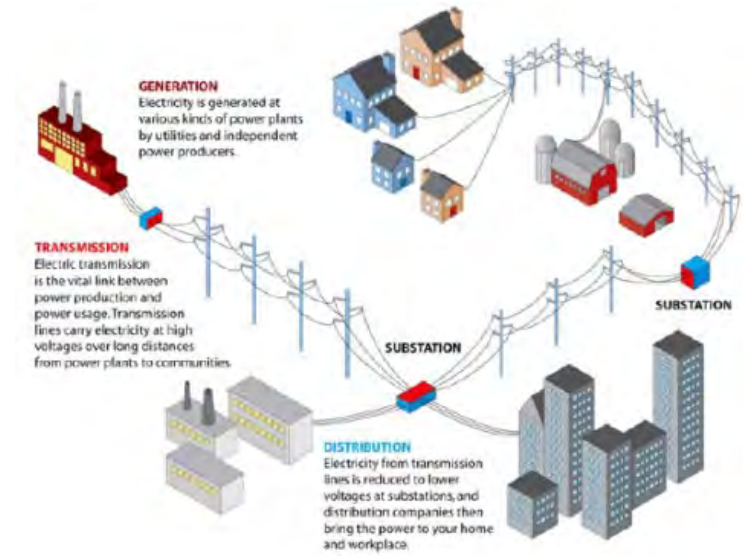 GENERATION
Electricity is generated at
various kinds of power plants
by utilities and independent
power producers.
TRANSMISSION
Electric transmission
is the vital link between
power production and
power usage. Transmission
lines carry electricity at high
voltages over long distances
from power plants to communities.
SUBSTATION
SUBSTATION
DISTRIBUTION
Electricity from transmission
lines is reduced to lower
voltages at substations, and
distribution companies then
bring the power to your home
and workplace.